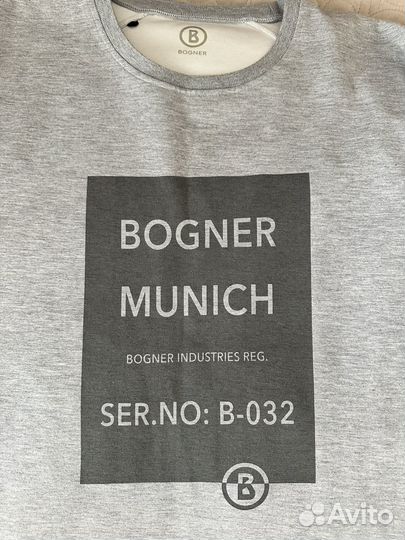 B
BOGNER
BOGNER
MUNICH
BOGNER INDUSTRIES REG.
SER.NO: B-032
B
Avito